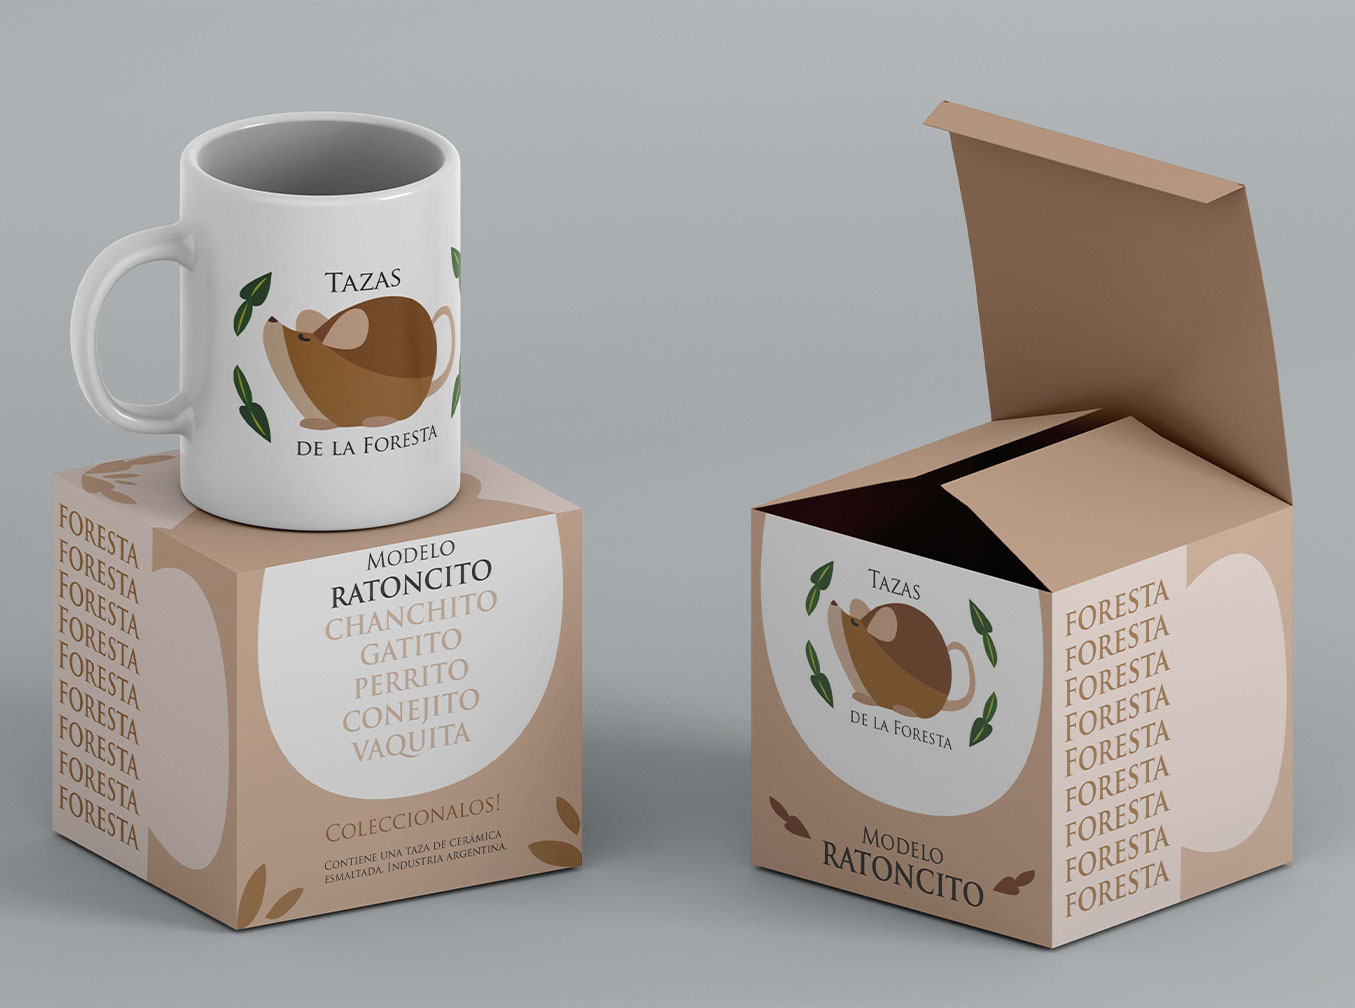 TAZAS
DE LA FORESTA
FORESTA
FORESTA
FORESTA
FORESTA
FORESTA
FORESTA
FORESTA
FORESTA
FORESTA
MODELO
RATONCITO
CHANCHITO
GATITO
PERRITO
CONEJITO
VAQUITA
COLECCIONALOS!
CONTIENE UNA TAZA DE CERÁMICA
ESMALTADA. INDUSTRIA ARGENTINA.
TAZAS
DE LA FORESTA
MODELO
RATONCITO
FORESTA
FORESTA
FORESTA
FORESTA
FORESTA
FORESTA
FORESTA
FORESTA
FORESTA